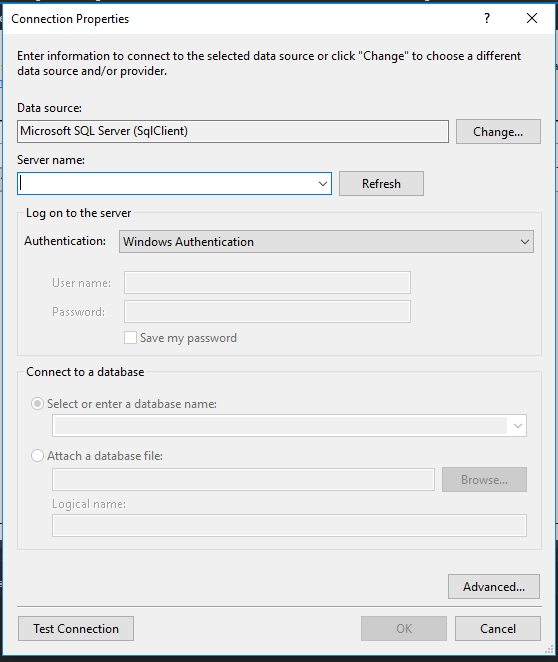 Connection Properties
?
Enter information to connect to the selected data source or click "Change" to choose a different
data source and/or provider.
Data source:
Microsoft SQL Server (SqlClient)
Change...
Server name:
Refresh
Log on to the server
Authentication:
Windows Authentication
User name:
Password:
Save my password
Connect to a database
Select or enter a database name:
Attach a database file:
Browse...
Logical name:
Advanced...
Test Connection
OK
Cancel